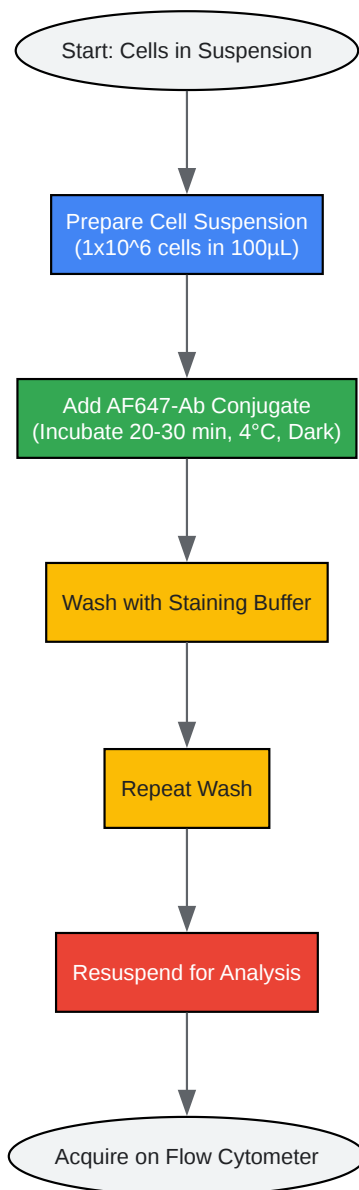 Start: Cells in Suspension
Prepare Cell Suspension
(1x10^6 cells in 100µL)
Add AF647-Ab Conjugate
(Incubate 20-30 min, 4°C, Dark)
Wash with Staining Buffer
Repeat Wash
Resuspend for Analysis
Acquire on Flow Cytometer